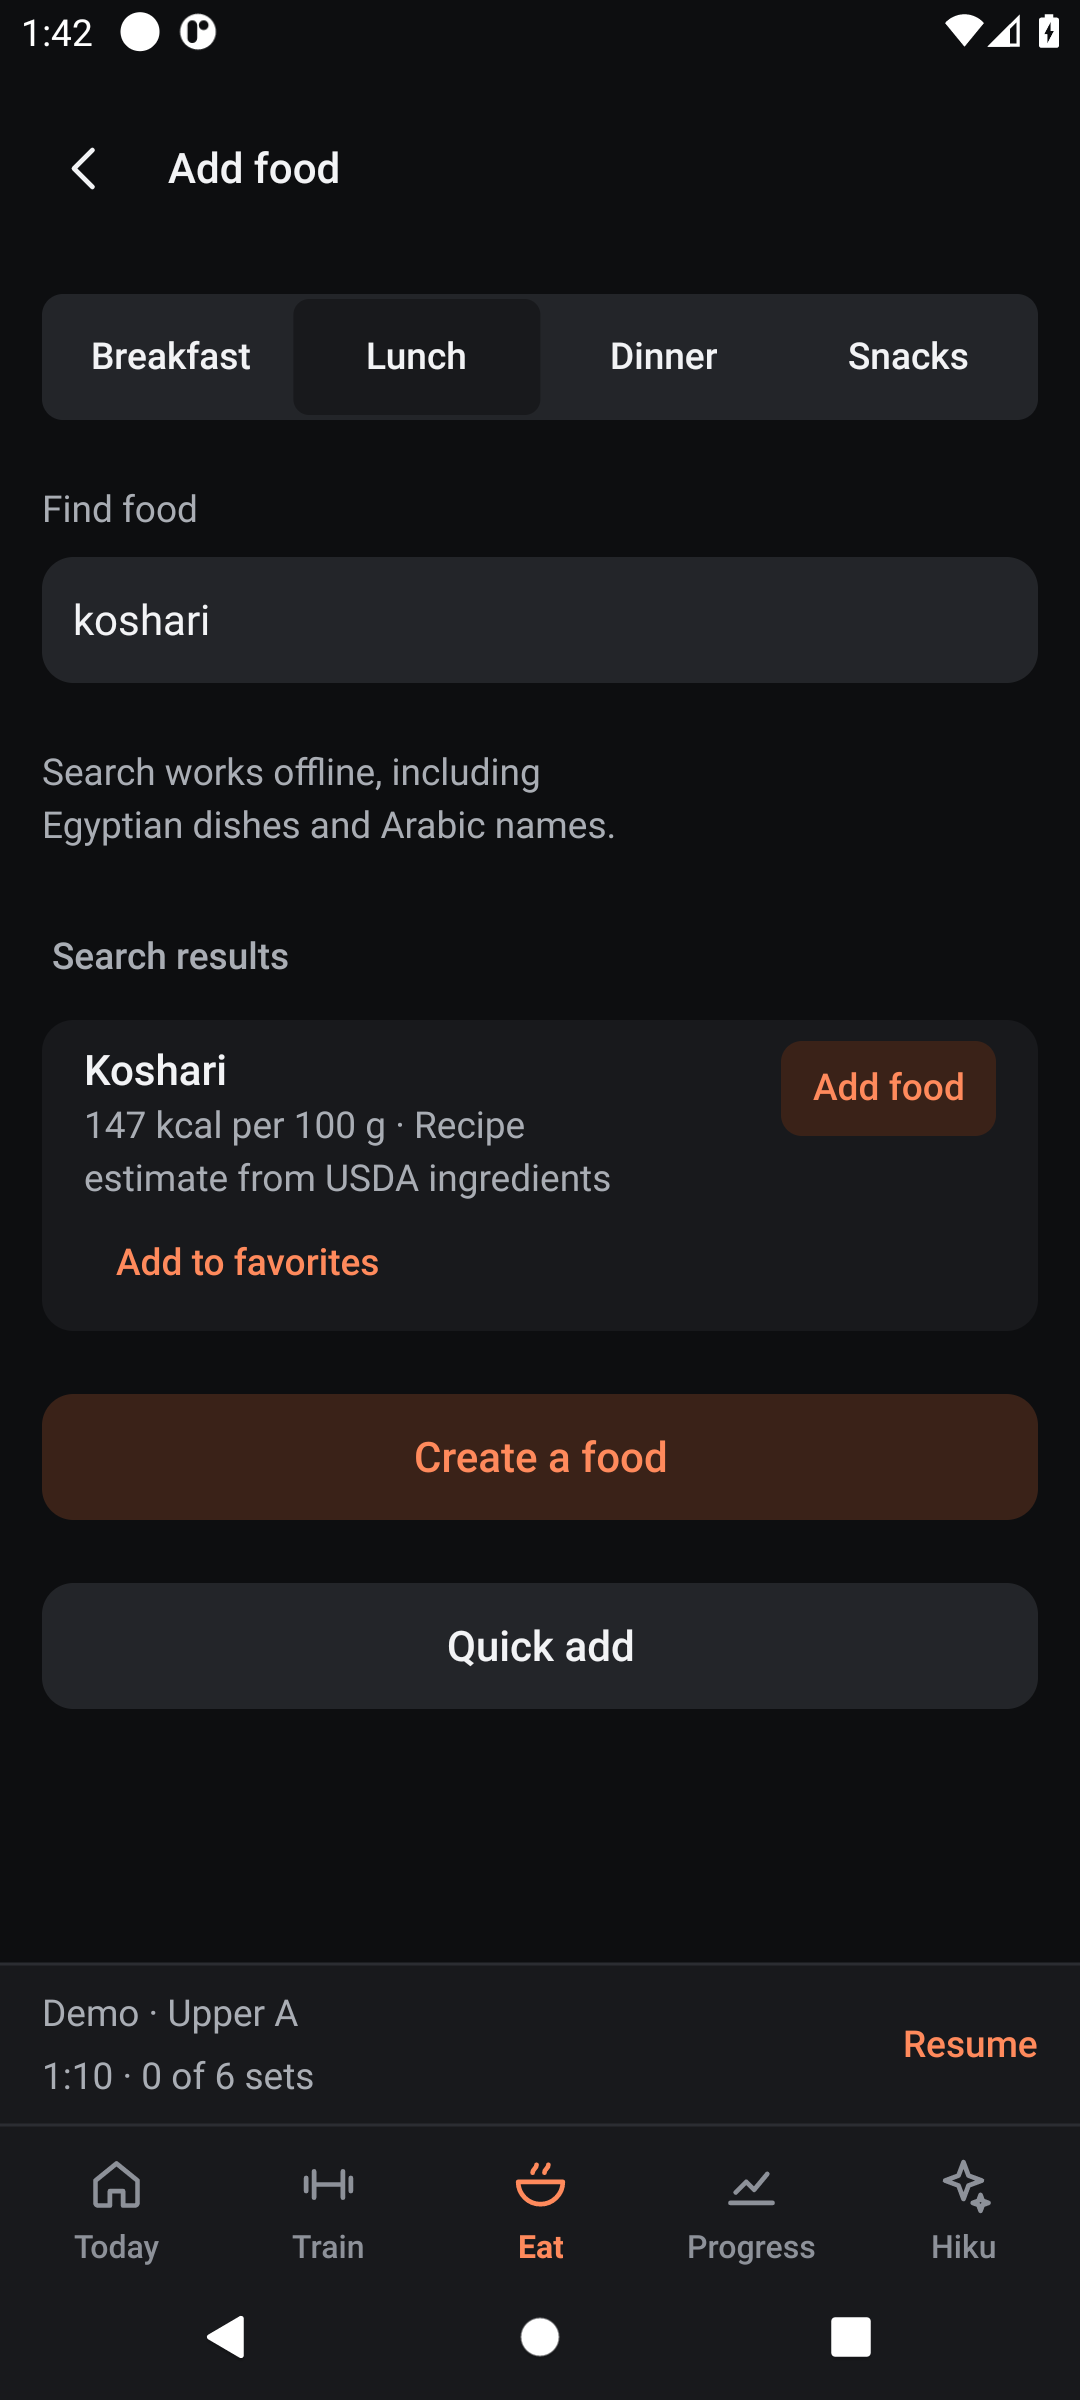 1:42
Add food
Breakfast
Lunch
Dinner
Snacks
Find food
koshari
Search works offline, including
Egyptian dishes and Arabic names.
Search results
Koshari
Add food
147 kcal per 100 g · Recipe
estimate from USDA ingredients
Add to favorites
Create a food
Quick add
Demo · Upper A
1:10 · 0 of 6 sets
Resume
Today
Train
Eat
Progress
Hiku